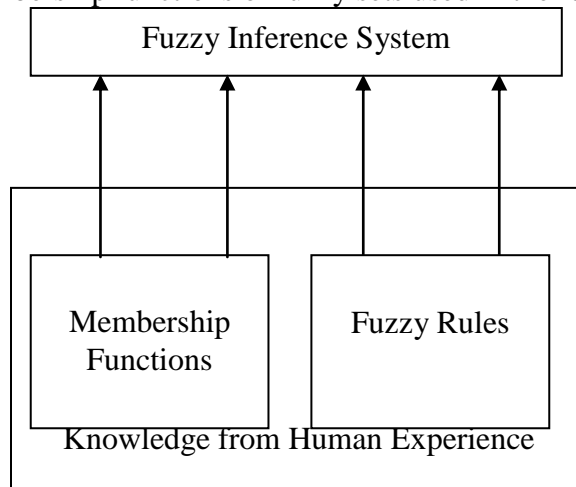 Fuzzy Inference System
Membership
Functions
Fuzzy Rules
Knowledge from Human Experience